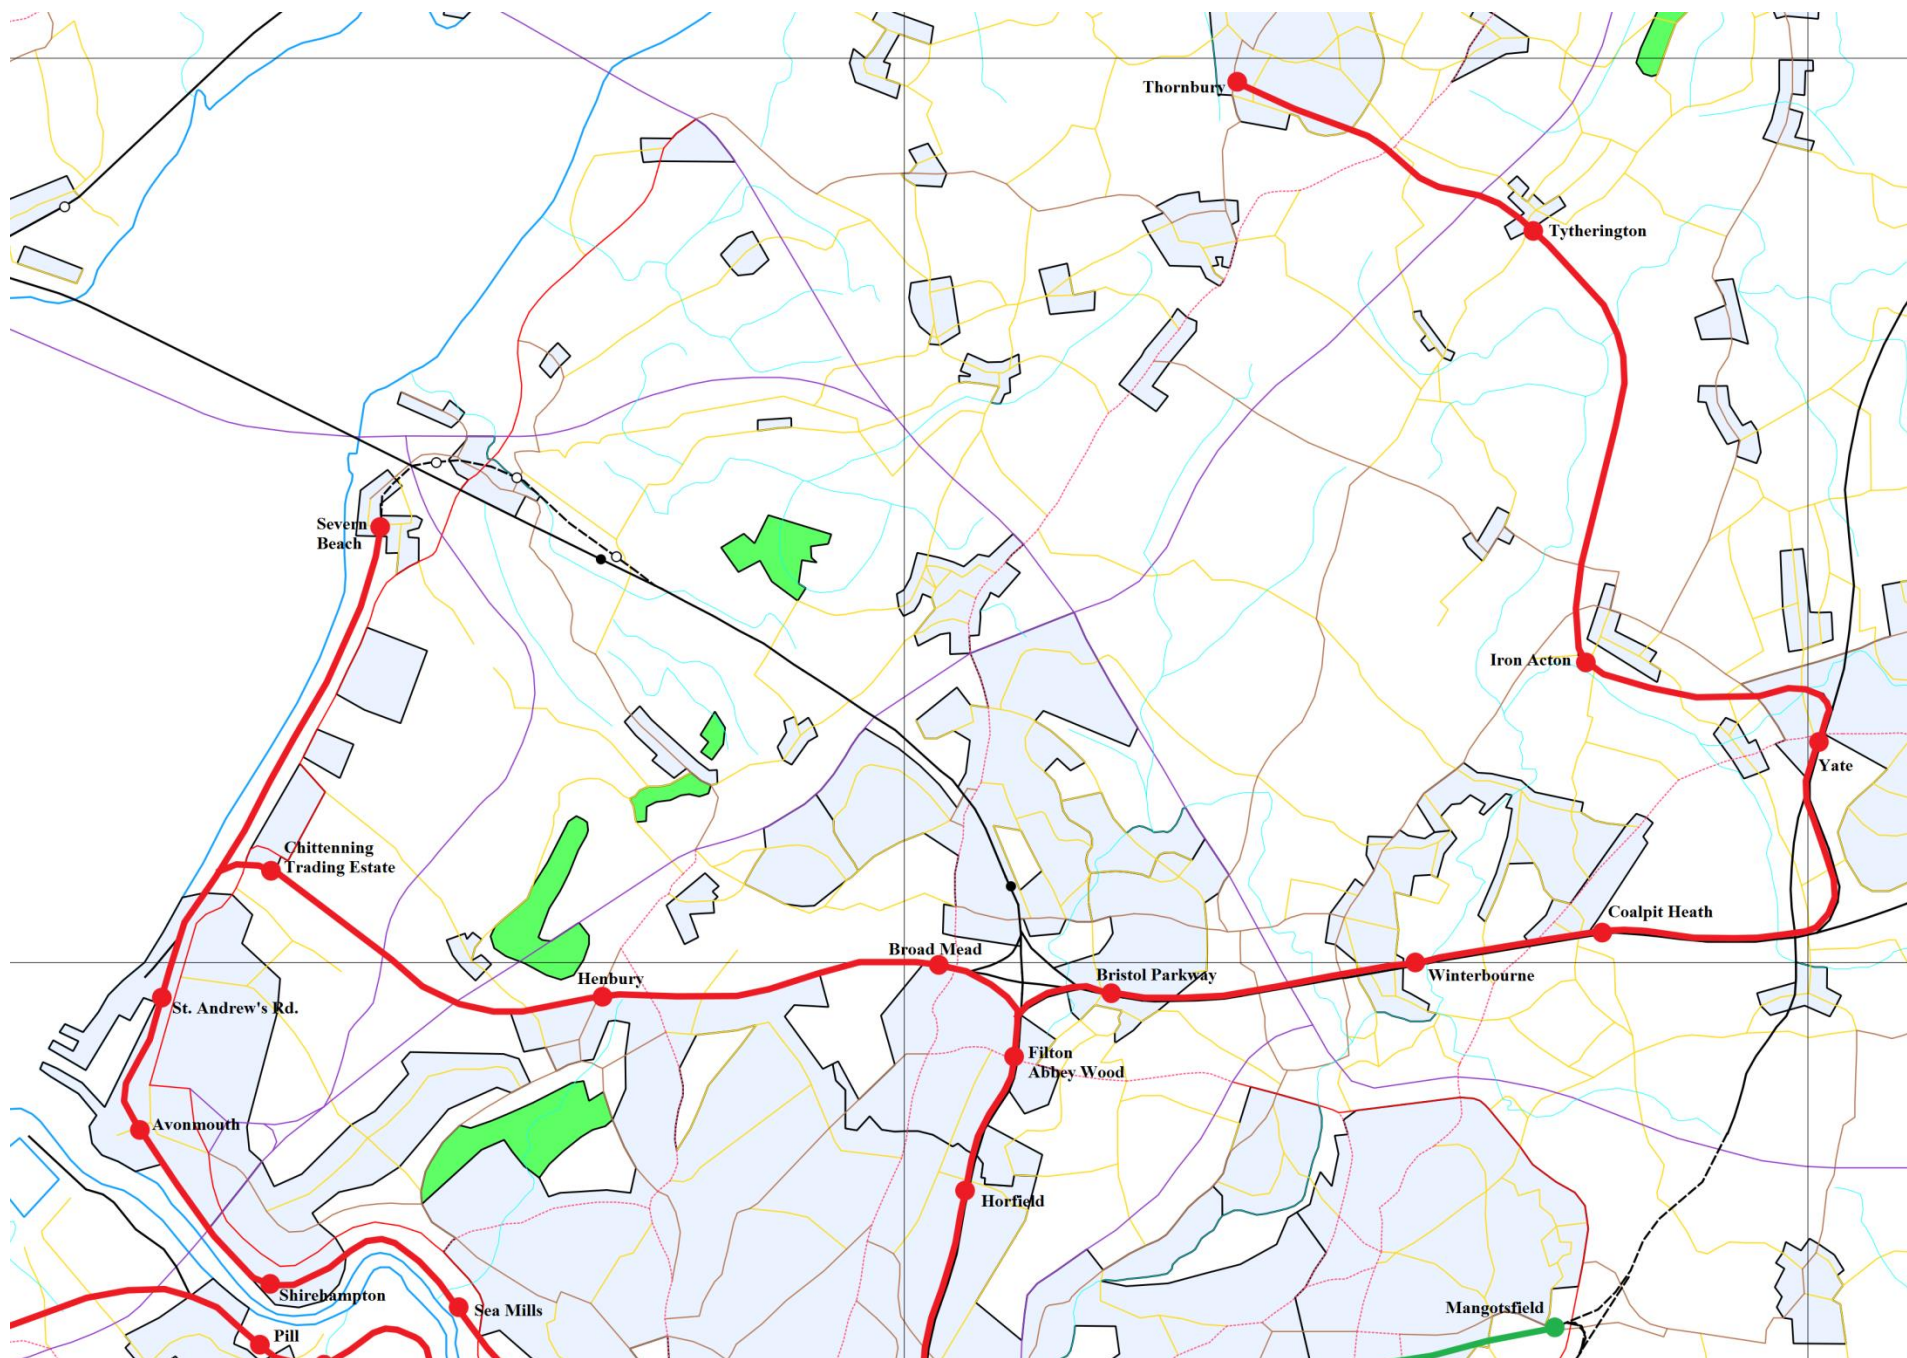 Thornbury
Tytherington
Severn
Beach
Iron Acton
Yate
Chittenning
Trading Estate
Coalpit Heath
Broad Mead
Henbury
Bristol Parkway
Winterbourne
St. Andrew's Rd.
Filton
Abbey Wood
Avonmouth
Horfield
Shirehampton
Sea Mills
Mangotsfield
Pill